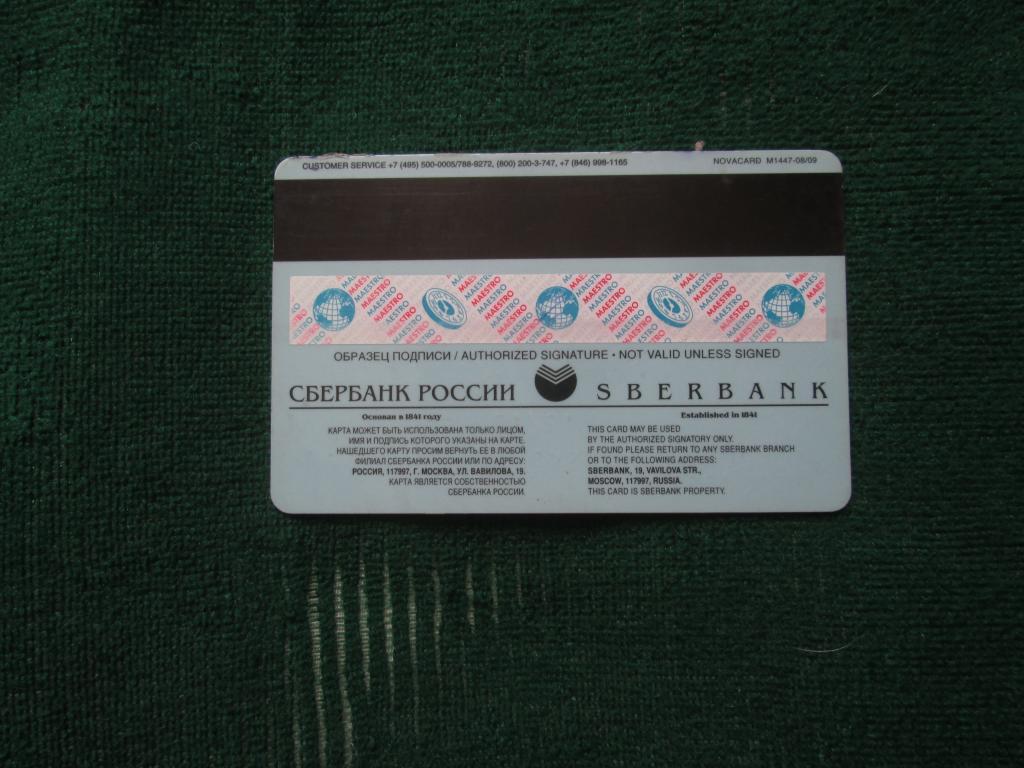 CUSTOMER SERVICE +7 (495) 500-0005/788-9272, (800) 200-3-747, +7 (846) 998-1165 NOVACARD M1447-08/09
MAESTRO MAESTRO MAESTRO MAESTRO MAESTRO
ОБРАЗЕЦ ПОДПИСИ / AUTHORIZED SIGNATURE • NOT VALID UNLESS SIGNED
СБЕРБАНК РОССИИ SBERBANK
Основан в 1841 году
КАРТА МОЖЕТ БЫТЬ ИСПОЛЬЗОВАНА ТОЛЬКО ЛИЦОМ,
ИМЯ И ПОДПИСЬ КОТОРОГО УКАЗАНЫ НА КАРТЕ.
НАШЕДШЕГО КАРТУ ПРОСИМ ВЕРНУТЬ ЕЕ В ЛЮБОЙ
ФИЛИАЛ СБЕРБАНКА РОССИИ ИЛИ ПО АДРЕСУ:
РОССИЯ, 117997, Г. МОСКВА, УЛ. ВАВИЛОВА, 19.
КАРТА ЯВЛЯЕТСЯ СОБСТВЕННОСТЬЮ
СБЕРБАНКА РОССИИ.
Established in 1841
THIS CARD MAY BE USED
BY THE AUTHORIZED SIGNATORY ONLY.
IF FOUND PLEASE RETURN TO ANY SBERBANK BRANCH
OR TO THE FOLLOWING ADDRESS:
SBERBANK, 19, VAVILOVA STR.,
MOSCOW, 117997, RUSSIA.
THIS CARD IS SBERBANK PROPERTY.